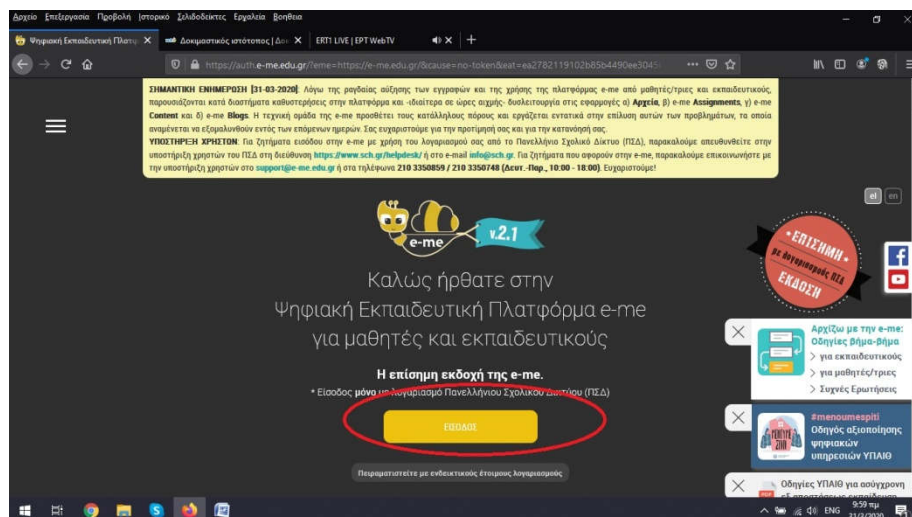 Αρχείο Επεξεργασία Προβολή Ιστορικό Σελιδοδείκτες Εργαλεία Βοήθεια
Ψηφιακή Εκπαιδευτική Πλατφ
Δοκιμαστικός ιστότοπος | Δοκ
ΕΡΤ1 LIVE | ΕΡΤ WebTV
https://auth.e-me.edu.gr/?eme=https://e-me.edu.gr/&cause=no-token&eat=ea2782119102b85b4490ee3045
ΣΗΜΑΝΤΙΚΗ ΕΝΗΜΕΡΩΣΗ [31-03-2020]: Λόγω της ραγδαίας αύξησης των εγγραφών και της χρήσης της πλατφόρμας e-me από μαθητές/τριες και εκπαιδευτικούς,
παρουσιάζονται κατά διαστήματα καθυστερήσεις στην πλατφόρμα και -ιδιαίτερα σε ώρες αιχμής- δυσλειτουργία στις εφαρμογές α) Αρχεία, β) e-me Assignments, γ) e-me
Content και δ) e-me Blogs. Η τεχνική ομάδα της e-me προσθέτει τους κατάλληλους πόρους και εργάζεται εντατικά στην επίλυση αυτών των προβλημάτων, τα οποία
αναμένεται να εξομαλυνθούν εντός των επόμενων ημερών. Σας ευχαριστούμε για την προτίμησή σας και για την κατανόησή σας.
ΥΠΟΣΤΗΡΙΞΗ ΧΡΗΣΤΩΝ: Για ζητήματα εισόδου στην e-me με χρήση του λογαριασμού σας από το Πανελλήνιο Σχολικό Δίκτυο (ΠΣΔ), παρακαλούμε απευθυνθείτε στην
υποστήριξη χρηστών του ΠΣΔ στη διεύθυνση https://www.sch.gr/helpdesk/ ή στο e-mail info@sch.gr. Για ζητήματα που αφορούν στην e-me, παρακαλούμε επικοινωνήστε με
την υποστήριξη χρηστών στο support@e-me.edu.gr ή στα τηλέφωνα 210 3350859 / 210 3350748 (Δευτ.-Παρ., 10:00 - 18:00). Ευχαριστούμε!
el en
e-me
v.2.1
•ΕΠΙΣΗΜΗ•
με λογαριασμούς ΠΣΔ
ΕΚΔΟΣΗ
Καλώς ήρθατε στην
Ψηφιακή Εκπαιδευτική Πλατφόρμα e-me
για μαθητές και εκπαιδευτικούς
Η επίσημη εκδοχή της e-me.
* Είσοδος μόνο με λογαριασμό Πανελλήνιου Σχολικού Δικτύου (ΠΣΔ)
ΕΙΣΟΔΟΣ
Πειραματιστείτε με ενδεικτικούς έτοιμους λογαριασμούς
Αρχίζω με την e-me:
Οδηγίες βήμα-βήμα
> για εκπαιδευτικούς
> για μαθητές/τριες
> Συχνές Ερωτήσεις
ΜΕΝΟΥΜΕ
ΣΠΙΤΙ
#menoumespiti
Οδηγός αξιοποίησης
ψηφιακών
υπηρεσιών ΥΠΑΙΘ
Οδηγίες ΥΠΑΙΘ για ασύγχρονη
εξ αποστάσεως εκπαίδευση
ENG
9:59 πμ
31/3/2020